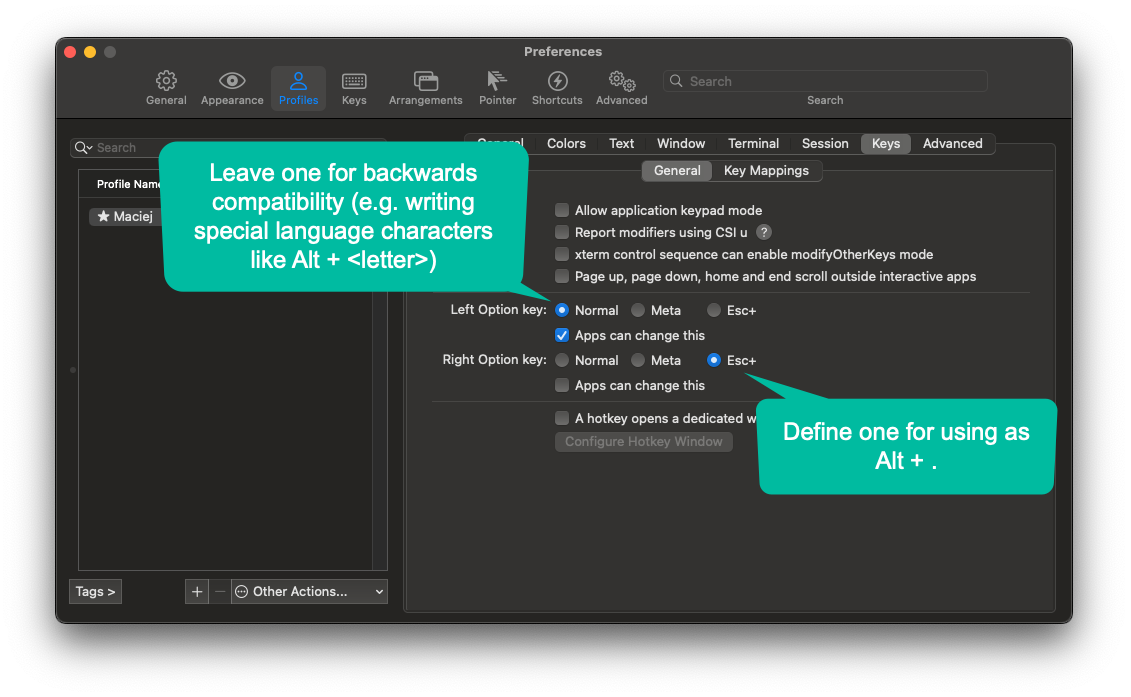 Preferences
General
Appearance
Profiles
Keys
Arrangements
Pointer
Shortcuts
Advanced
Search
Search
Search
Profile Name
Maciej
Tags >
Other Actions...
General
Colors
Text
Window
Terminal
Session
Keys
Advanced
General
Key Mappings
Leave one for backwards
compatibility (e.g. writing
special language characters
like Alt + <letter>)
Allow application keypad mode
Report modifiers using CSI u ?
xterm control sequence can enable modifyOtherKeys mode
Page up, page down, home and end scroll outside interactive apps
Left Option key: Normal Meta Esc+
Apps can change this
Right Option key: Normal Meta Esc+
Apps can change this
A hotkey opens a dedicated w
Configure Hotkey Window
Define one for using as
Alt + .